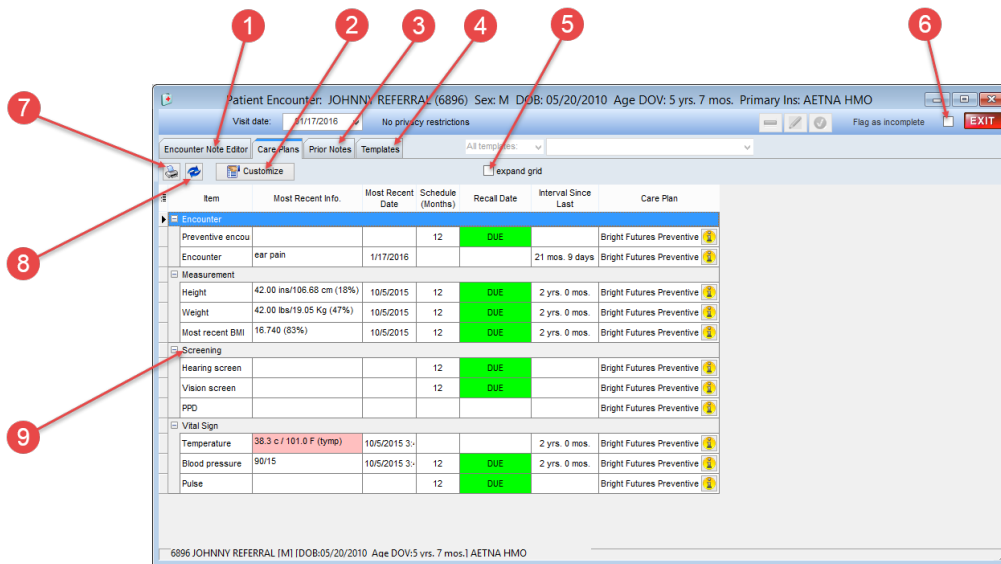 1
2
3
4
5
6
7
Patient Encounter: JOHNNY REFERRAL (6896) Sex: M DOB: 05/20/2010 Age DOV: 5 yrs. 7 mos. Primary Ins: AETNA HMO
Visit date: 01/17/2016 No privacy restrictions Flag as incomplete EXIT
Encounter Note Editor Care Plans Prior Notes Templates All templates:
Customize expand grid
Item Most Recent Info. Most Recent Date Schedule (Months) Recall Date Interval Since Last Care Plan
Encounter
Preventive encou 12 DUE Bright Futures Preventive
8
Encounter ear pain 1/17/2016 21 mos. 9 days Bright Futures Preventive
Measurement
Height 42.00 ins/106.68 cm (18%) 10/5/2015 12 DUE 2 yrs. 0 mos. Bright Futures Preventive
Weight 42.00 lbs/19.05 Kg (47%) 10/5/2015 12 DUE 2 yrs. 0 mos. Bright Futures Preventive
Most recent BMI 16.740 (83%) 10/5/2015 12 DUE 2 yrs. 0 mos. Bright Futures Preventive
Screening
Hearing screen 12 DUE Bright Futures Preventive
Vision screen 12 DUE Bright Futures Preventive
PPD Bright Futures Preventive
Vital Sign
9
Temperature 38.3 c / 101.0 F (tymp) 10/5/2015 3: 2 yrs. 0 mos. Bright Futures Preventive
Blood pressure 90/15 10/5/2015 3: 12 DUE 2 yrs. 0 mos. Bright Futures Preventive
Pulse 12 DUE Bright Futures Preventive
6896 JOHNNY REFERRAL [M] [DOB:05/20/2010 Age DOV:5 yrs. 7 mos.] AETNA HMO